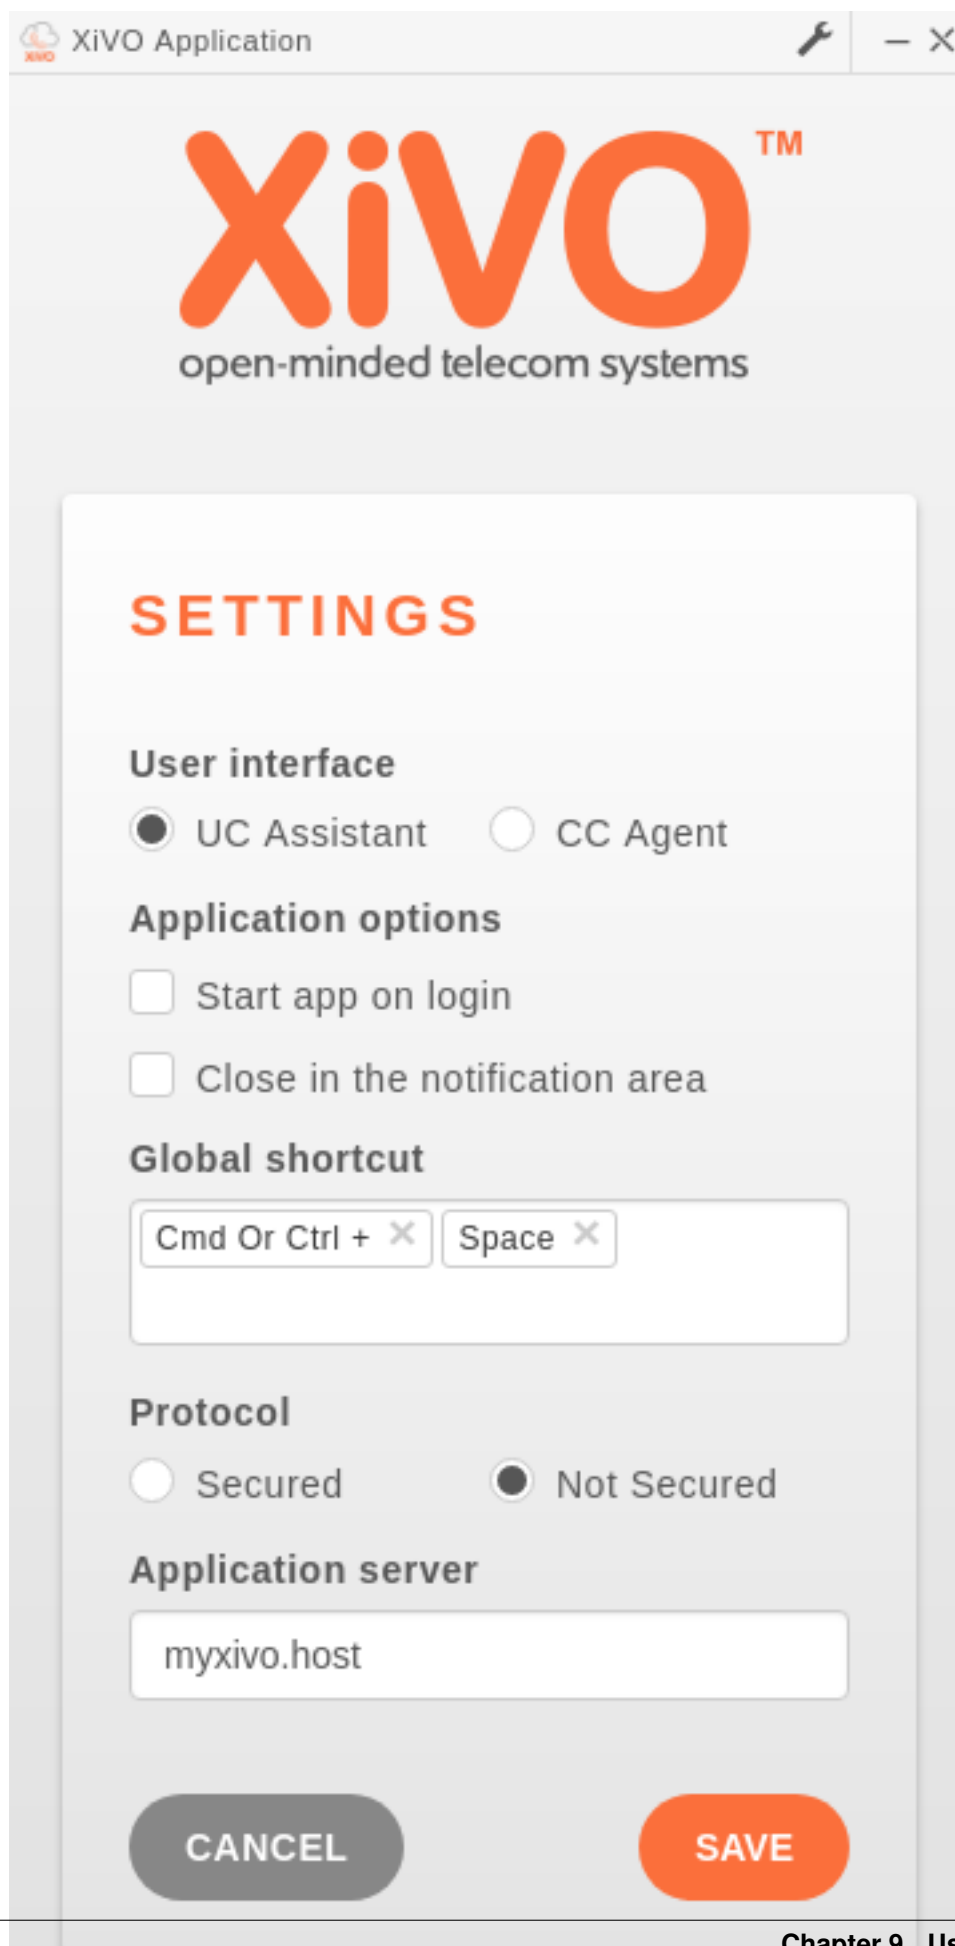 XiVO Application
XiVO
XiVO™
open-minded telecom systems
SETTINGS
User interface
UC Assistant CC Agent
Application options
Start app on login
Close in the notification area
Global shortcut
Cmd Or Ctrl + Space
Protocol
Secured Not Secured
Application server
myxivo.host
CANCEL SAVE
Chapter 9 Us